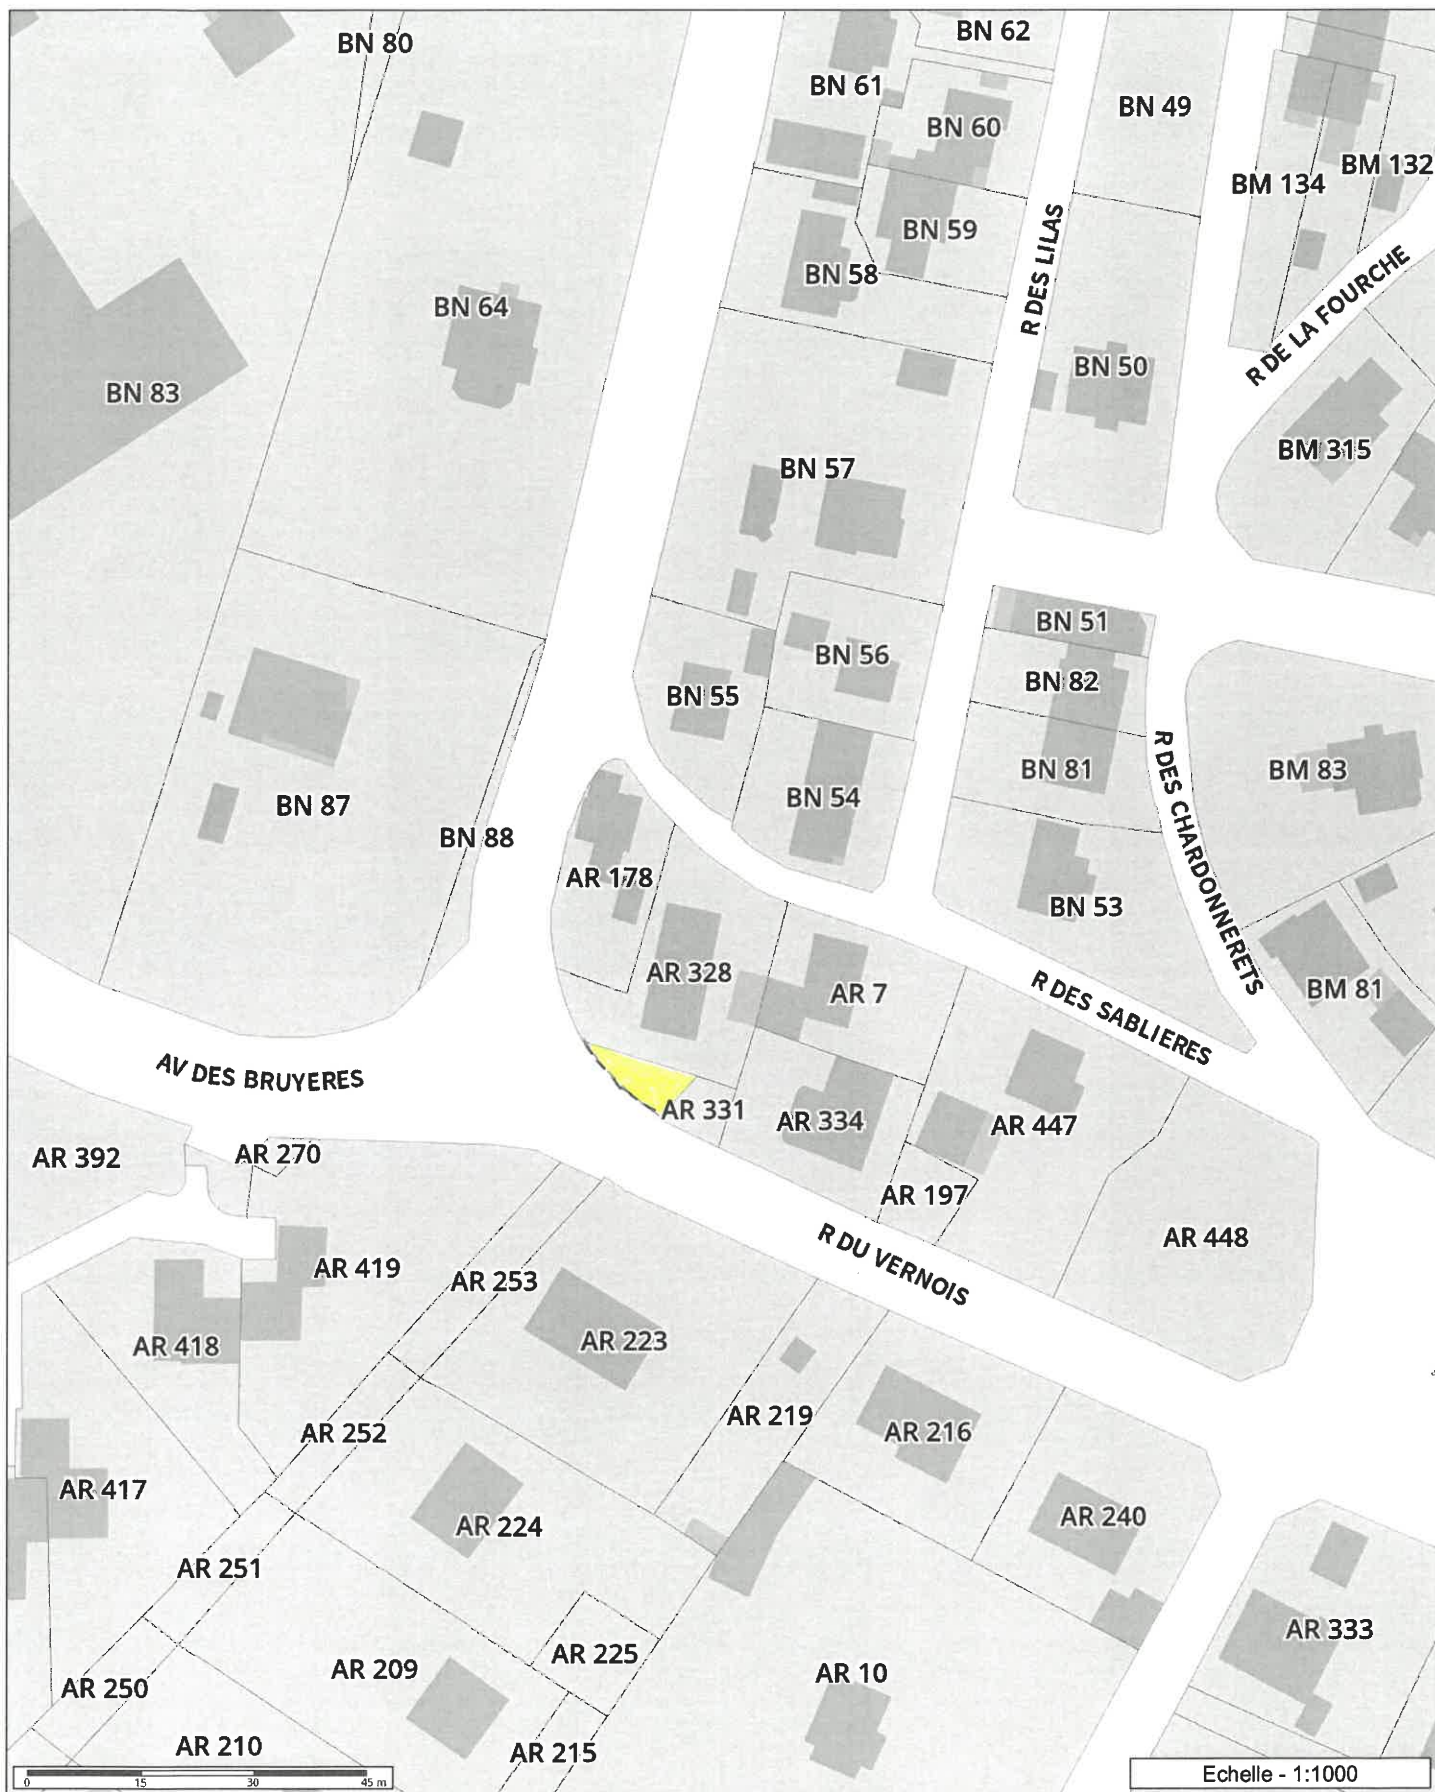 BN 80
BN 62
BN 61
BN 49
BN 60
BM 132
BM 134
BN 59
BN 58
R DES LILAS
R DE LA FOURCHE
BN 64
BN 50
BN 83
BM 315
BN 57
BN 51
BN 56
BN 82
BN 55
R DES CHARDONNERETS
BN 81
BM 83
BN 54
BN 87
BN 88
AR 178
BN 53
AR 328
AR 7
BM 81
R DES SABLIERES
AV DES BRUYERES
AR 331
AR 334
AR 447
AR 392
AR 270
AR 197
AR 448
R DU VERNOIS
AR 419
AR 253
AR 418
AR 223
AR 219
AR 252
AR 216
AR 417
AR 224
AR 240
AR 251
AR 333
AR 225
AR 209
AR 10
AR 250
AR 210
AR 215
0 15 30 45 m
Echelle - 1:1000